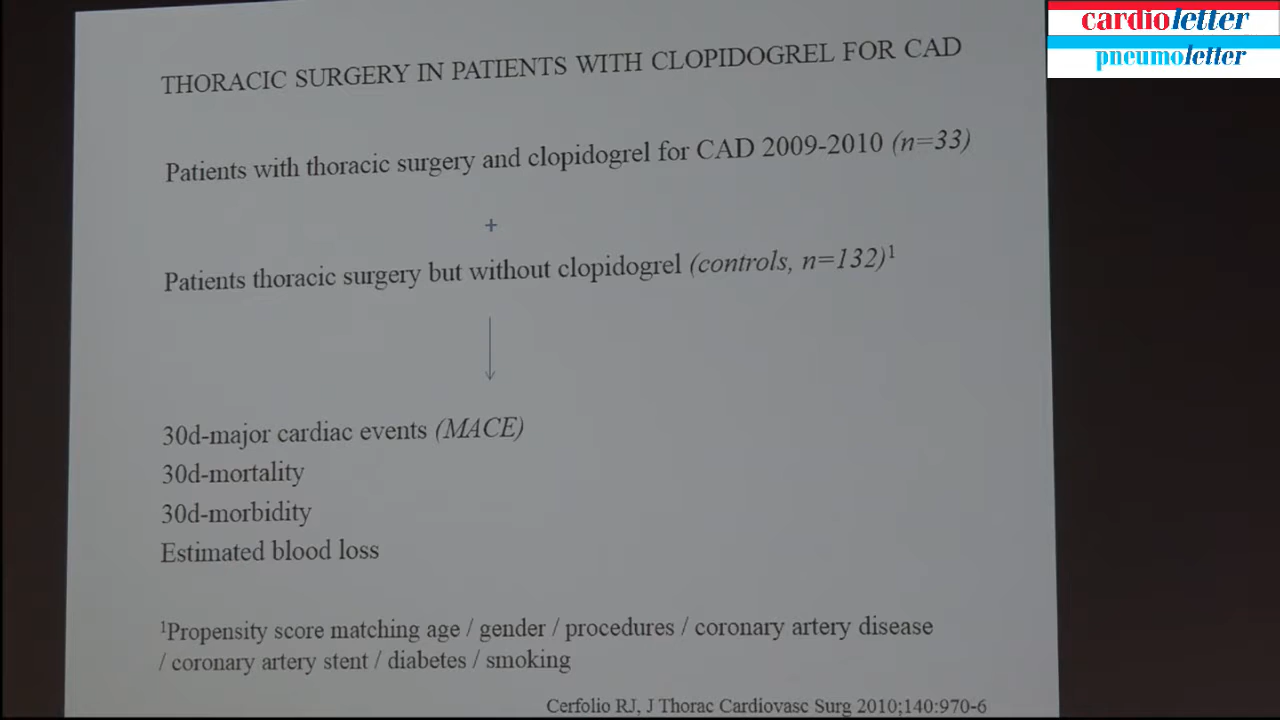 cardioletter
pneumoletter
THORACIC SURGERY IN PATIENTS WITH CLOPIDOGREL FOR CAD
Patients with thoracic surgery and clopidogrel for CAD 2009-2010 (n=33)
+
Patients thoracic surgery but without clopidogrel (controls, n=132)¹
30d-major cardiac events (MACE)
30d-mortality
30d-morbidity
Estimated blood loss
¹Propensity score matching age / gender / procedures / coronary artery disease
/ coronary artery stent / diabetes / smoking
Cerfolio RJ, J Thorac Cardiovasc Surg 2010;140:970-6